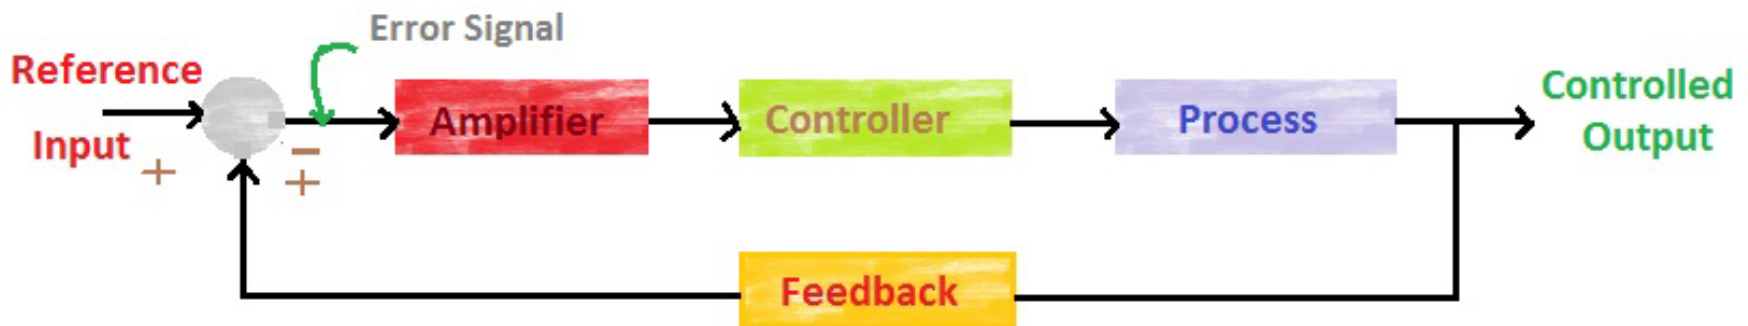 Error Signal
Reference
Input
+
−
+
Amplifier
Controller
Process
Controlled
Output
Feedback